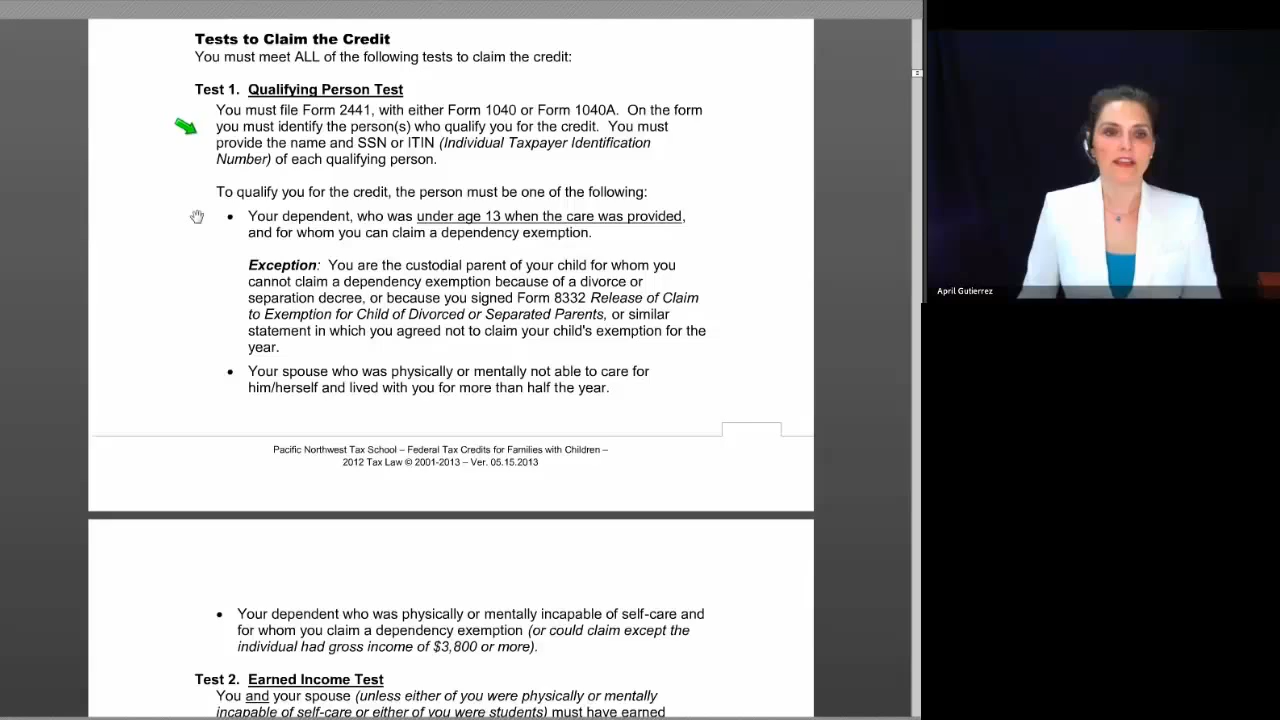 Tests to Claim the Credit
You must meet ALL of the following tests to claim the credit:
Test 1. Qualifying Person Test
You must file Form 2441, with either Form 1040 or Form 1040A. On the form
you must identify the person(s) who qualify you for the credit. You must
provide the name and SSN or ITIN (Individual Taxpayer Identification
Number) of each qualifying person.
To qualify you for the credit, the person must be one of the following:
• Your dependent, who was under age 13 when the care was provided,
and for whom you can claim a dependency exemption.
Exception: You are the custodial parent of your child for whom you
cannot claim a dependency exemption because of a divorce or
separation decree, or because you signed Form 8332 Release of Claim
to Exemption for Child of Divorced or Separated Parents, or similar
statement in which you agreed not to claim your child's exemption for the
year.
• Your spouse who was physically or mentally not able to care for
him/herself and lived with you for more than half the year.
Pacific Northwest Tax School – Federal Tax Credits for Families with Children –
2012 Tax Law © 2001-2013 – Ver. 05.15.2013
• Your dependent who was physically or mentally incapable of self-care and
for whom you claim a dependency exemption (or could claim except the
individual had gross income of $3,800 or more).
Test 2. Earned Income Test
You and your spouse (unless either of you were physically or mentally
incapable of self-care or either of you were students) must have earned
April Gutierrez